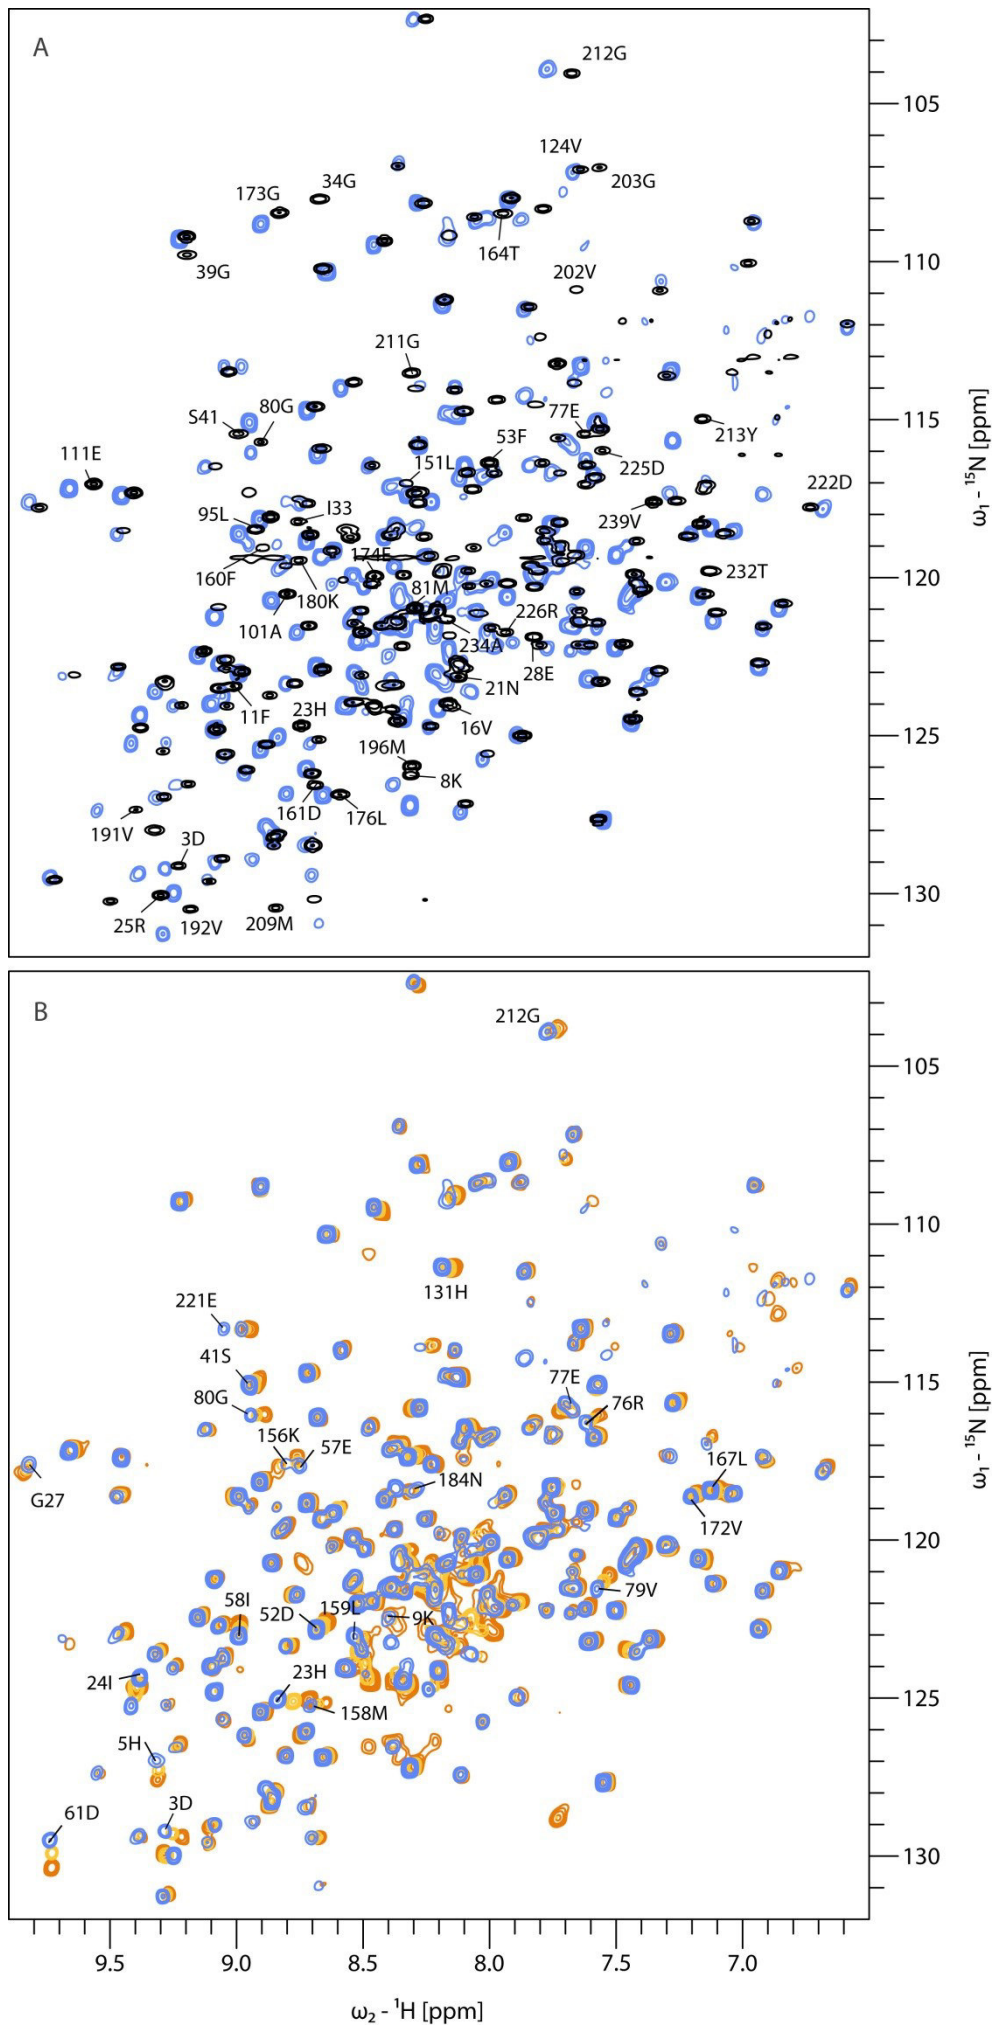 A
212G
105
124V
203G
173G
34G
164T
39G
202V
110
211G
S41
80G
77E
53F
115
213Y
225D
111E
151L
222D
I33
95L
239V
174E
160F
180K
81M
232T
120
226R
101A
234A
28E
21N
11F
23H
16V
125
196M
8K
161D
176L
191V
3D
25R
192V
209M
130
ω₁ - ¹⁵N [ppm]
B
212G
105
110
131H
221E
41S
80G
77E
76R
115
156K
57E
G27
184N
167L
172V
120
79V
58I
52D
159L
9K
24I
23H
158M
125
5H
61D
3D
130
ω₁ - ¹⁵N [ppm]
9.5 9.0 8.5 8.0 7.5 7.0
ω₂ - ¹H [ppm]